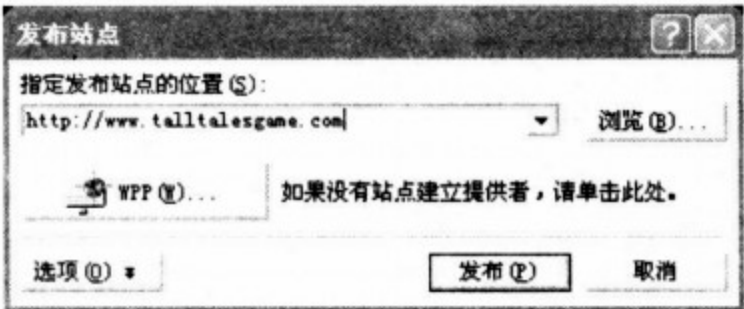 发布站点
指定发布站点的位置(S):
http://www.talltalesgame.com
浏览(B)...
WPP(W)...
如果没有站点建立提供者，请单击此处。
选项(O)
发布(P)
取消